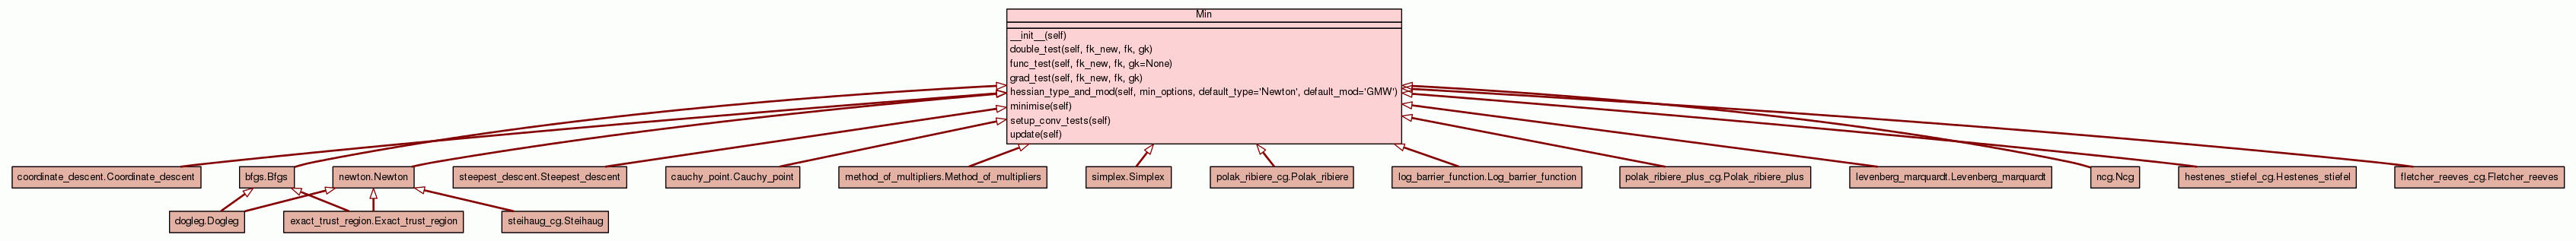 Min
__init__(self)
double_test(self, fk_new, fk, gk)
func_test(self, fk_new, fk, gk=None)
grad_test(self, fk_new, fk, gk)
hessian_type_and_mod(self, min_options, default_type='Newton', default_mod='GMW')
minimise(self)
setup_conv_tests(self)
update(self)
coordinate_descent.Coordinate_descent
bfgs.Bfgs
newton.Newton
steepest_descent.Steepest_descent
cauchy_point.Cauchy_point
method_of_multipliers.Method_of_multipliers
simplex.Simplex
polak_ribiere_cg.Polak_ribiere
log_barrier_function.Log_barrier_function
polak_ribiere_plus_cg.Polak_ribiere_plus
levenberg_marquardt.Levenberg_marquardt
ncg.Ncg
hestenes_stiefel_cg.Hestenes_stiefel
fletcher_reeves_cg.Fletcher_reeves
dogleg.Dogleg
exact_trust_region.Exact_trust_region
steihaug_cg.Steihaug